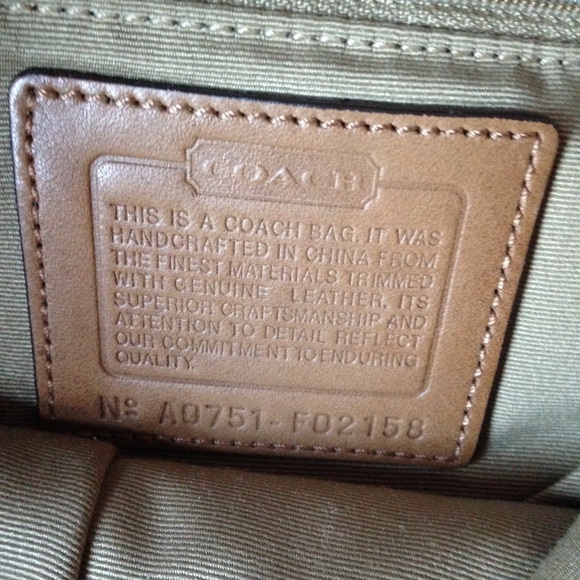 COACH
THIS IS A COACH BAG. IT WAS
HANDCRAFTED IN CHINA FROM
THE FINEST MATERIALS TRIMMED
WITH GENUINE LEATHER. ITS
SUPERIOR CRAFTSMANSHIP AND
ATTENTION TO DETAIL REFLECT
OUR COMMITMENT TO ENDURING
QUALITY.
Nº A0751-F02158